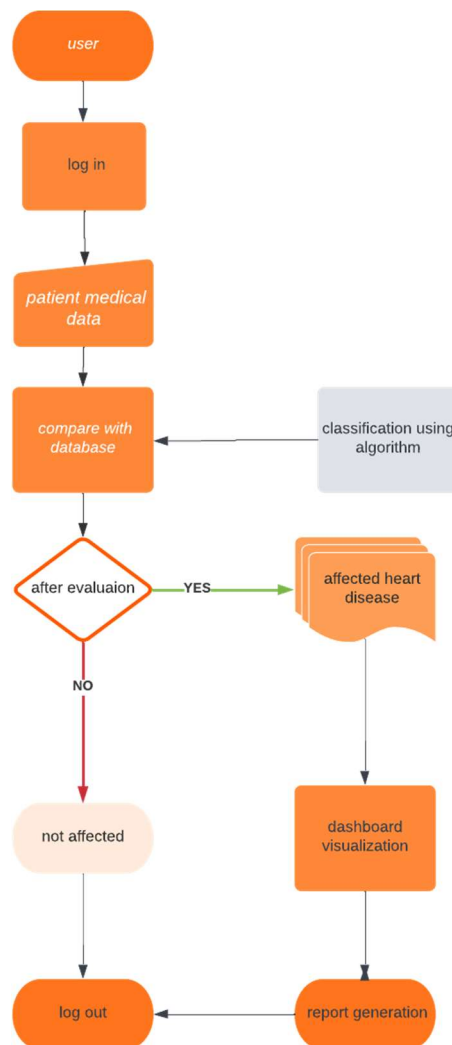 user
log in
patient medical
data
compare with
database
classification using
algorithm
after evaluaion
YES
affected heart
disease
NO
not affected
dashboard
visualization
log out
report generation